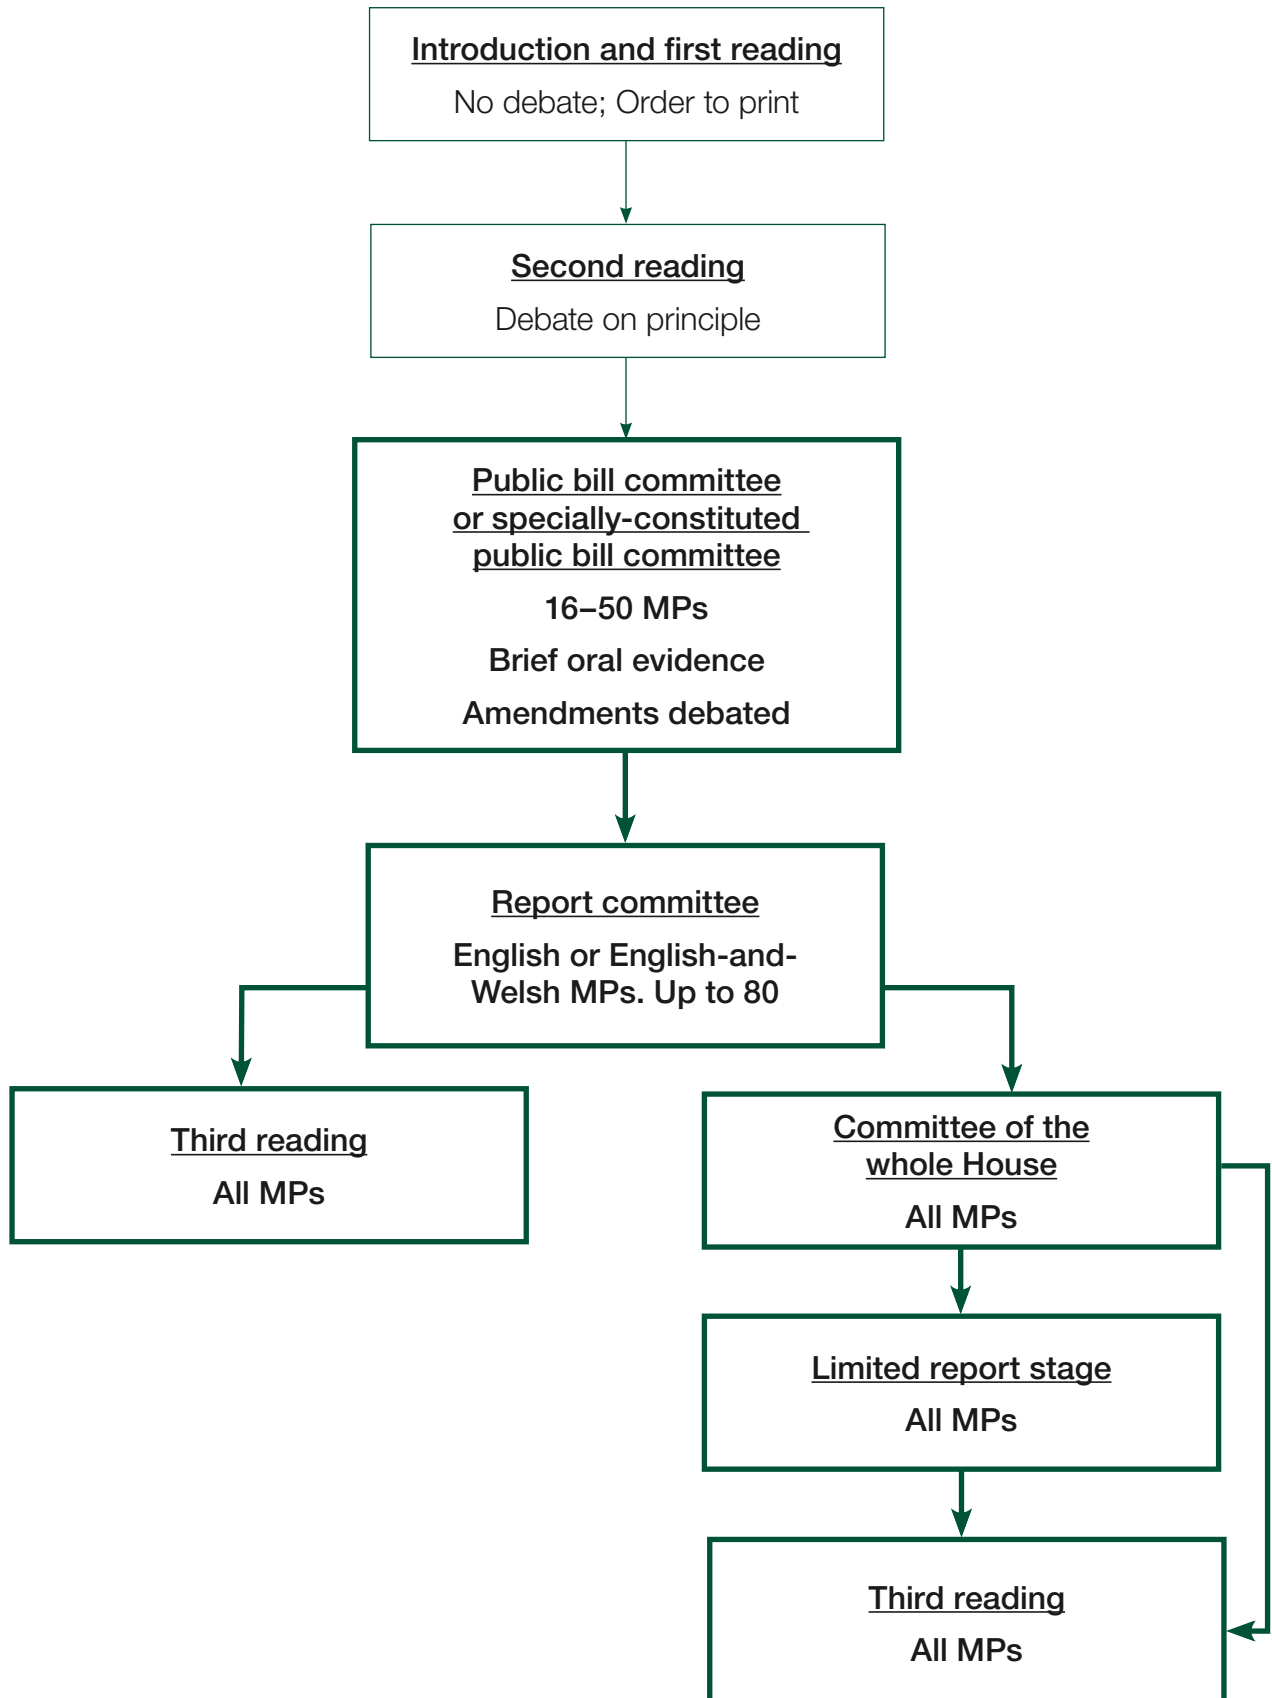 Introduction and first reading
No debate; Order to print
Second reading
Debate on principle
Public bill committee
or specially-constituted
public bill committee
16–50 MPs
Brief oral evidence
Amendments debated
Report committee
English or English-and-
Welsh MPs. Up to 80
Third reading
All MPs
Committee of the
whole House
All MPs
Limited report stage
All MPs
Third reading
All MPs